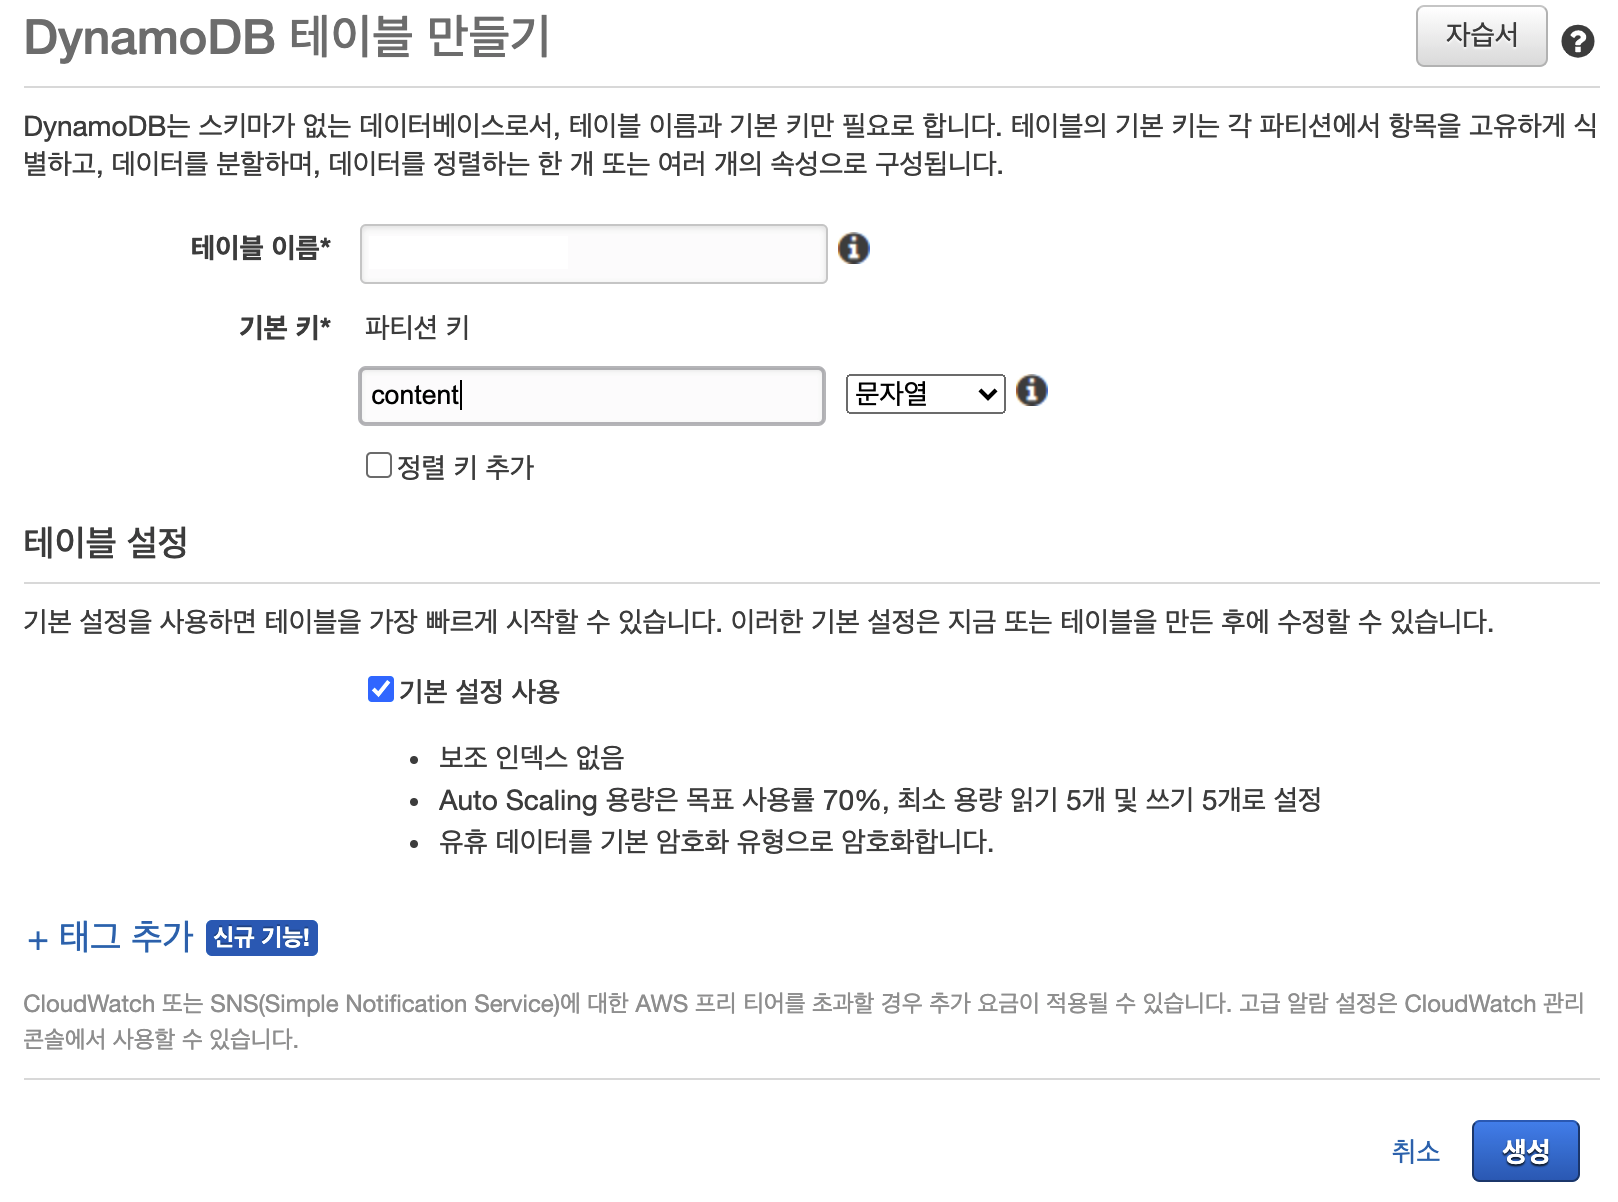 DynamoDB 테이블 만들기
자습서
DynamoDB는 스키마가 없는 데이터베이스로서, 테이블 이름과 기본 키만 필요로 합니다. 테이블의 기본 키는 각 파티션에서 항목을 고유하게 식
별하고, 데이터를 분할하며, 데이터를 정렬하는 한 개 또는 여러 개의 속성으로 구성됩니다.
테이블 이름*
기본 키* 파티션 키
content 문자열
정렬 키 추가
테이블 설정
기본 설정을 사용하면 테이블을 가장 빠르게 시작할 수 있습니다. 이러한 기본 설정은 지금 또는 테이블을 만든 후에 수정할 수 있습니다.
기본 설정 사용
• 보조 인덱스 없음
• Auto Scaling 용량은 목표 사용률 70%, 최소 용량 읽기 5개 및 쓰기 5개로 설정
• 유휴 데이터를 기본 암호화 유형으로 암호화합니다.
+ 태그 추가 신규 기능!
CloudWatch 또는 SNS(Simple Notification Service)에 대한 AWS 프리 티어를 초과할 경우 추가 요금이 적용될 수 있습니다. 고급 알람 설정은 CloudWatch 관리
콘솔에서 사용할 수 있습니다.
취소 생성